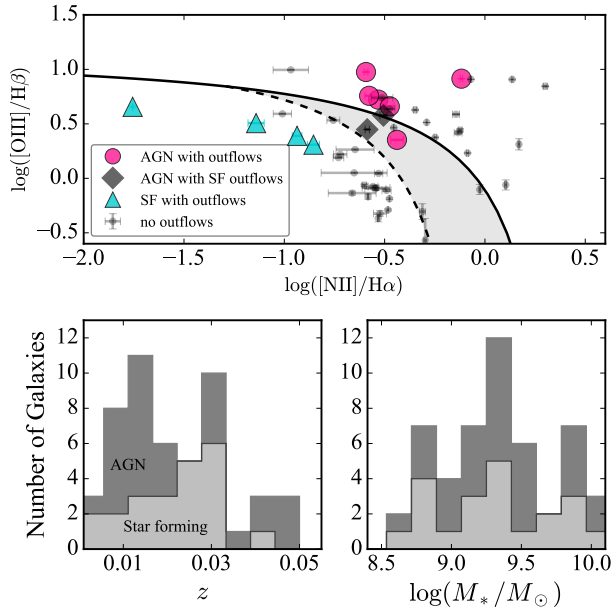 log([OIII]/Hβ)
1.5
1.0
0.5
0.0
−0.5
AGN with outflows
AGN with SF outflows
SF with outflows
no outflows
−2.0 −1.5 −1.0 −0.5 0.0 0.5
log([NII]/Hα)
Number of Galaxies
12
10
8
6
4
2
0
AGN
Star forming
0.01 0.03 0.05
z
12
10
8
6
4
2
0
8.5 9.0 9.5 10.0
log(M*/M⊙)